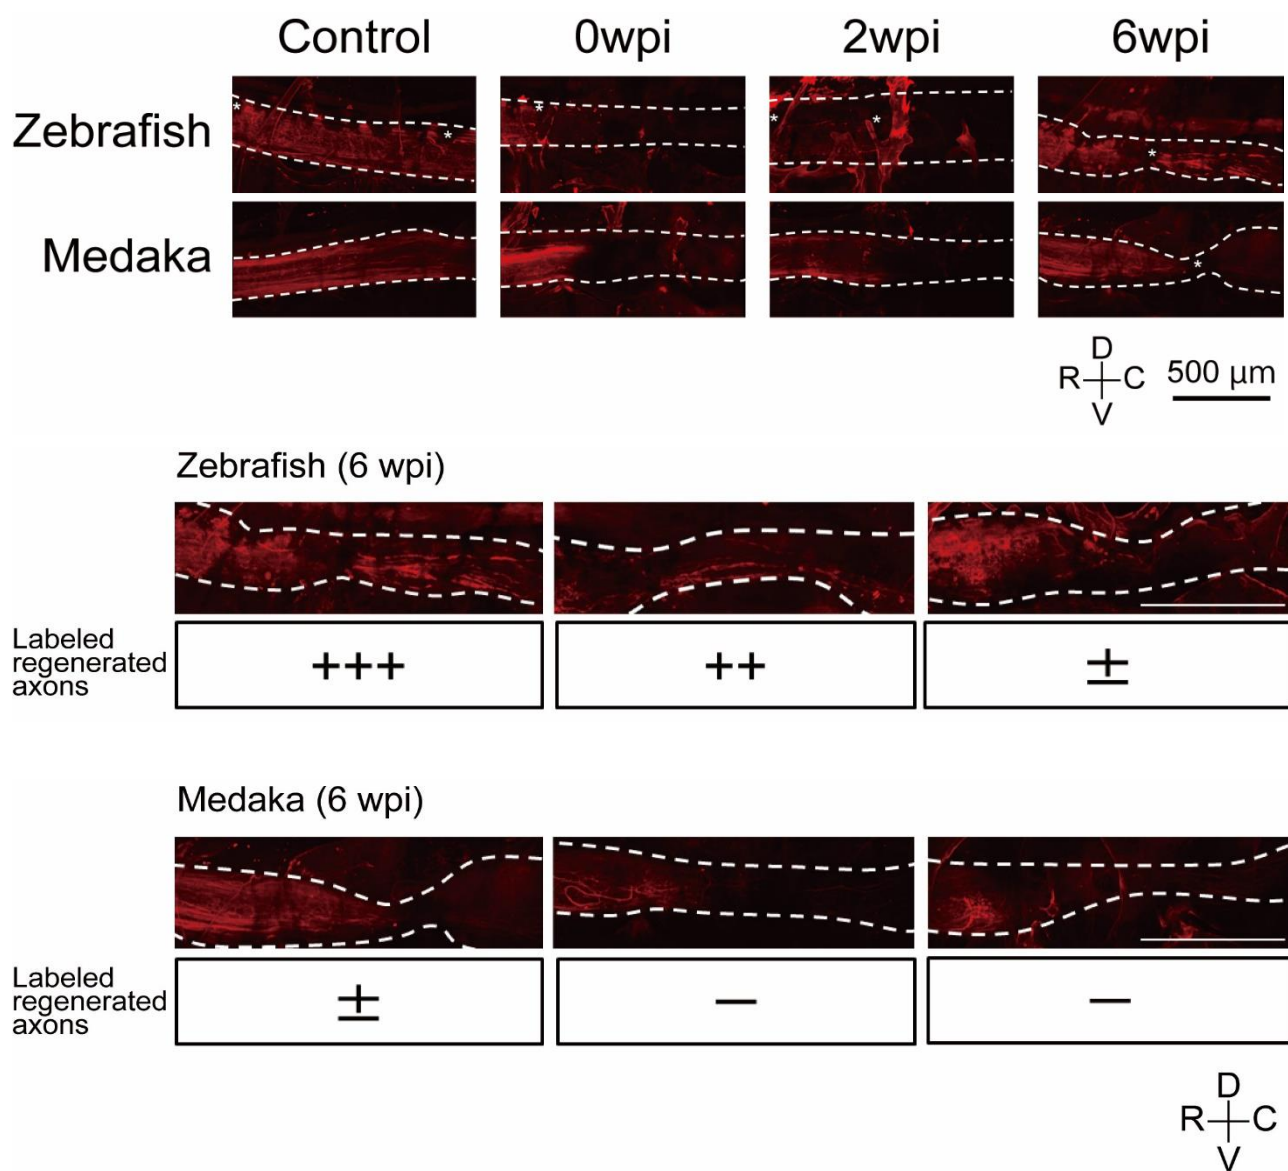 Control 0wpi 2wpi 6wpi
Zebrafish
* * * * * *
Medaka
*
D
R C 500 µm
V
Zebrafish (6 wpi)
Labeled
regenerated
axons
+++ ++ ±
Medaka (6 wpi)
Labeled
regenerated
axons
± − −
D
R C
V